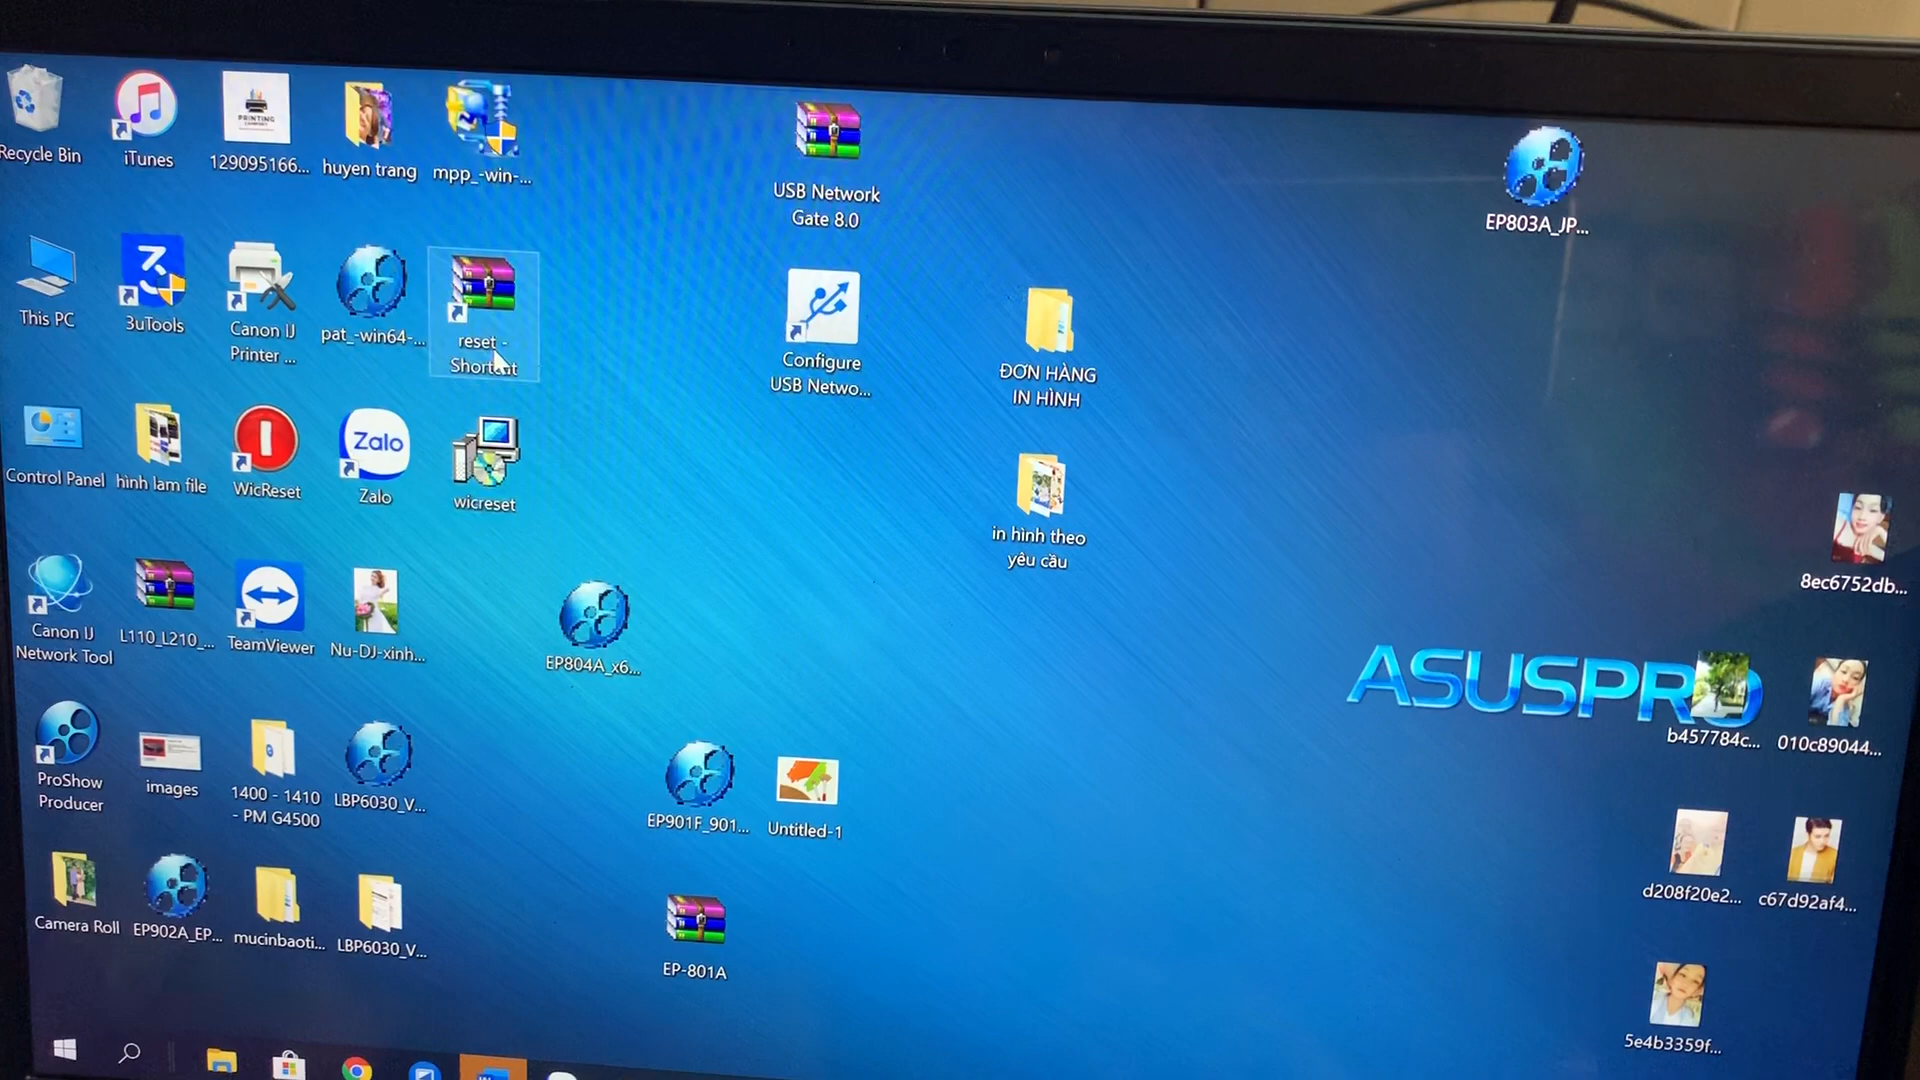 Recycle Bin
iTunes
129095166...
huyen trang
mpp_-win-...
USB Network
Gate 8.0
EP803A_JP...
PRINTING
This PC
3uTools
Canon IJ
Printer ...
pat_-win64-...
reset -
Shortcut
Configure
USB Netwo...
ĐƠN HÀNG
IN HÌNH
Control Panel
hình lam file
WicReset
Zalo
Zalo
wicreset
in hình theo
yêu cầu
8ec6752db...
Canon IJ
Network Tool
L110_L210_...
TeamViewer
Nu-DJ-xinh...
EP804A_x6...
ASUSPRO
b457784c...
010c89044...
ProShow
Producer
images
1400 - 1410
- PM G4500
LBP6030_V...
EP901F_901...
Untitled-1
d208f20e2...
c67d92af4...
Camera Roll
EP902A_EP...
mucinbaoti...
LBP6030_V...
EP-801A
5e4b3359f...